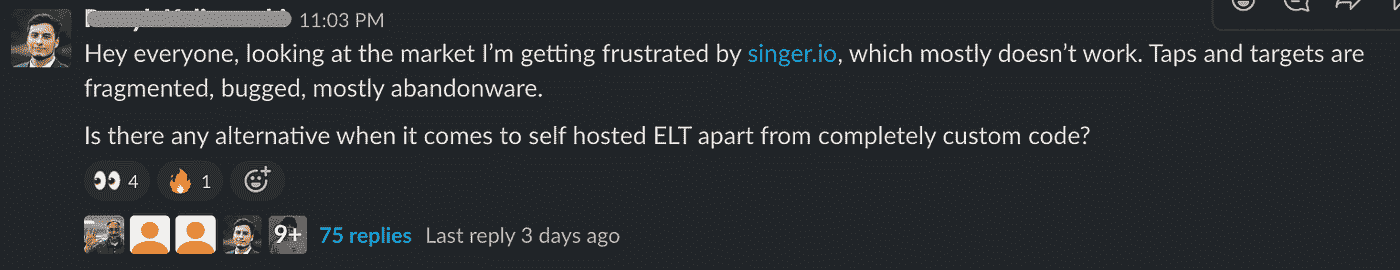 11:03 PM
Hey everyone, looking at the market I’m getting frustrated by singer.io, which mostly doesn’t work. Taps and targets are
fragmented, bugged, mostly abandonware.
Is there any alternative when it comes to self hosted ELT apart from completely custom code?
4 1
9+ 75 replies Last reply 3 days ago